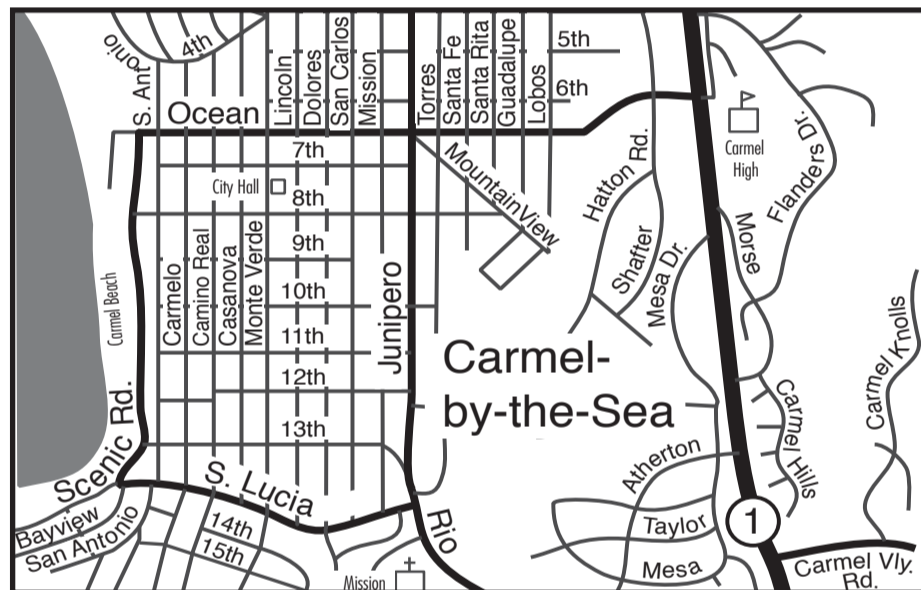 4th
5th
6th
S. Ant
onio
Ocean
Lincoln
Dolores
San Carlos
Mission
Torres
Santa Fe
Santa Rita
Guadalupe
Lobos
7th
City Hall
8th
Mountain View
Hatton Rd.
Carmel
High
Flanders Dr.
9th
10th
11th
12th
13th
Carmel Beach
Carmelo
Camino Real
Casanova
Monte Verde
Junipero
Shafter
Mesa Dr.
Morse
Carmel-
by-the-Sea
Carmel Knolls
Carmel Hills
Scenic Rd.
S. Lucia
Atherton
Bayview
San Antonio
14th
15th
Rio
Taylor
1
Mesa
Mission
Carmel Vly.
Rd.